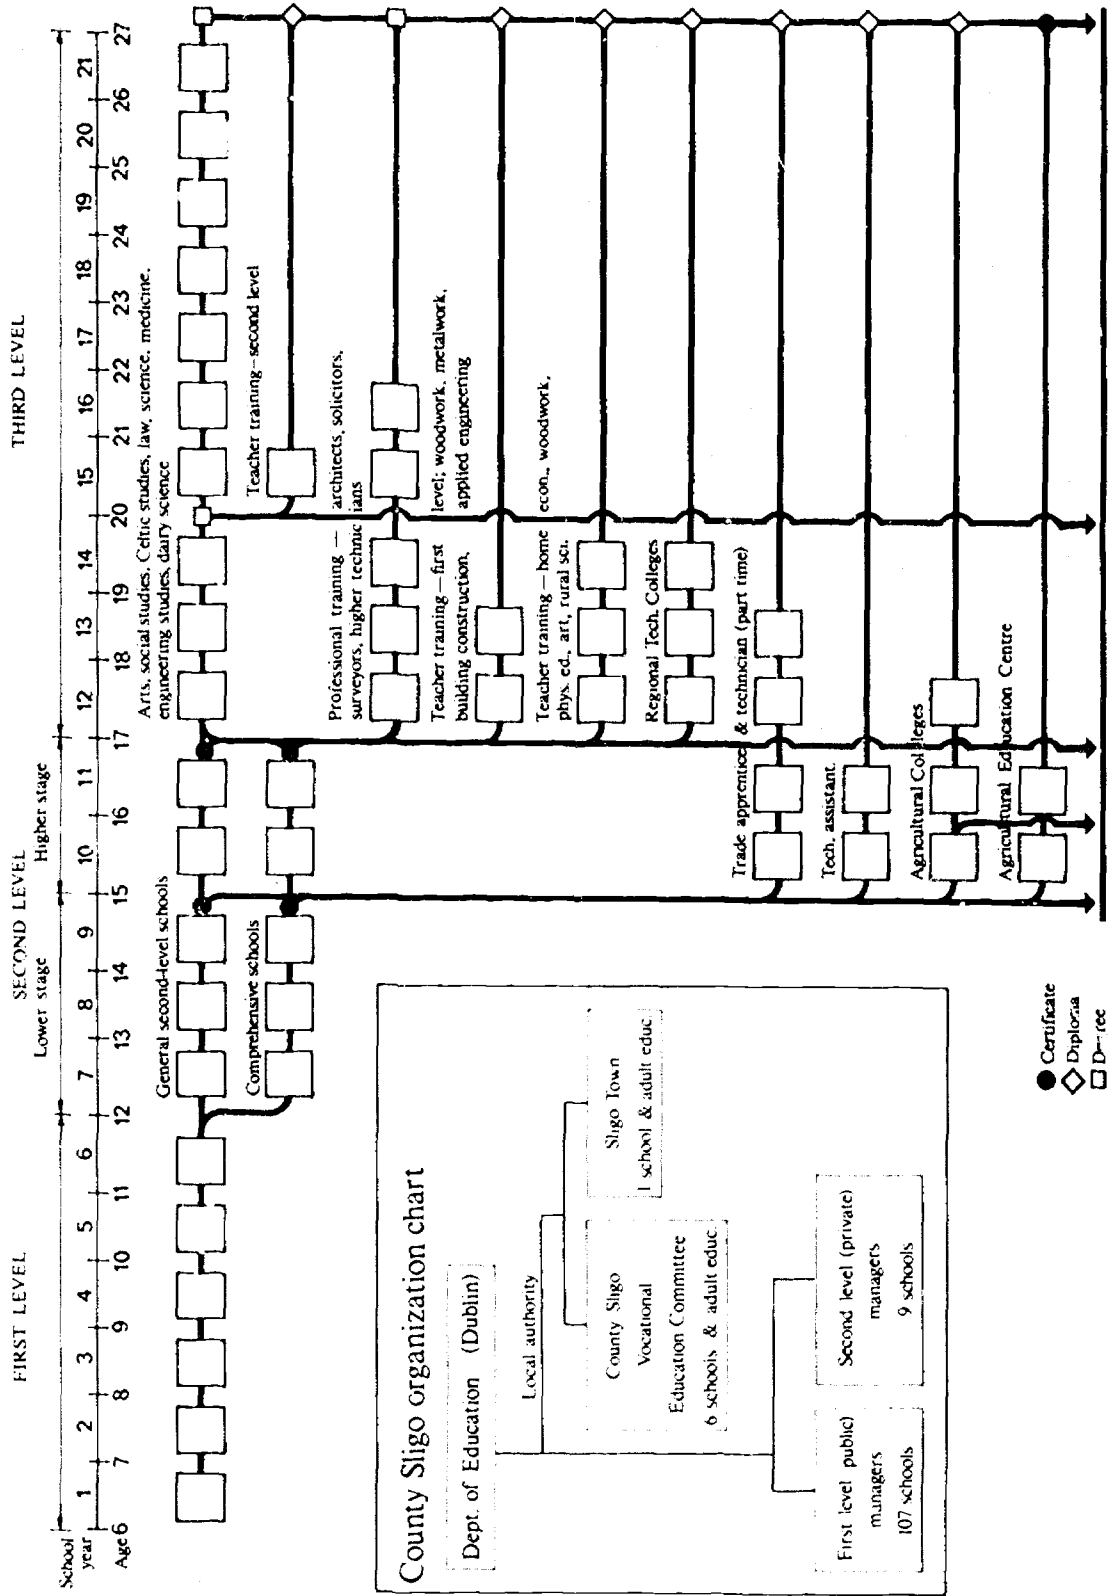 FIRST LEVEL
SECOND LEVEL
THIRD LEVEL
Lower stage
Higher stage
School
year
1 2 3 4 5 6 7 8 9 10 11 12 13 14 15 16 17 18 19 20 21
Age 6 7 8 9 10 11 12 13 14 15 16 17 18 19 20 21 22 23 24 25 26 27
General second-level schools
Comprehensive schools
Arts, social studies, Celtic studies, law, science, medicine,
engineering studies, dairy science
Teacher training—second level
Professional training — architects, solicitors,
surveyors, higher technicians
Teacher training—first level; woodwork, metalwork,
building construction, applied engineering
Teacher training—home econ., woodwork,
phys. ed., art, rural sci.
Regional Tech. Colleges
Trade apprentice & technician (part time)
Tech. assistant
Agricultural Colleges
Agricultural Education Centre
County Sligo organization chart
Dept. of Education (Dublin)
Local authority
County Sligo
Vocational
Education Committee
6 schools & adult educ.
Sligo Town
1 school & adult educ.
First level public)
managers
107 schools
Second level (private)
managers
9 schools
Certificate
Diploma